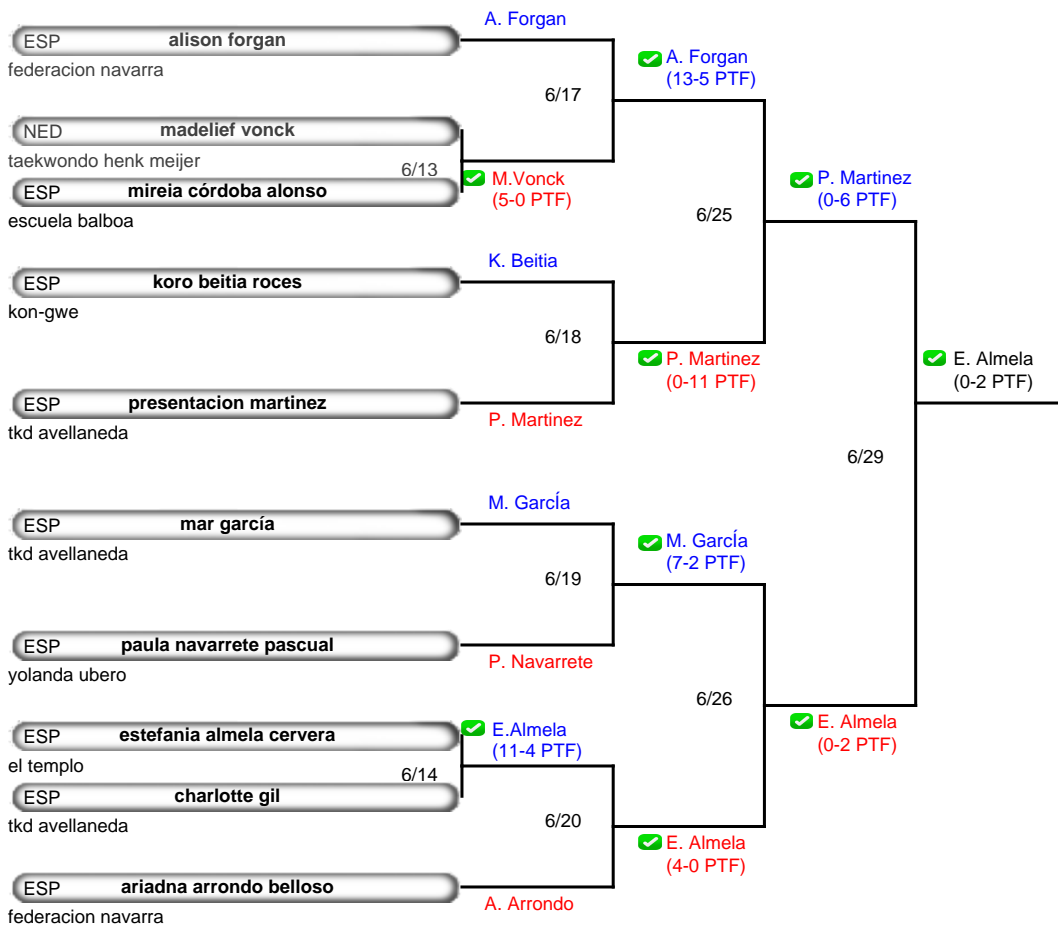 A. Forgan
ESP alison forgan
federacion navarra
A. Forgan
(13-5 PTF)
6/17
NED madelief vonck
taekwondo henk meijer
6/13
M.Vonck
(5-0 PTF)
ESP mireia córdoba alonso
escuela balboa
P. Martinez
(0-6 PTF)
6/25
K. Beitia
ESP koro beitia roces
kon-gwe
6/18
P. Martinez
(0-11 PTF)
E. Almela
(0-2 PTF)
ESP presentacion martinez
tkd avellaneda
P. Martinez
6/29
M. GarcÍa
ESP mar garcía
tkd avellaneda
M. GarcÍa
(7-2 PTF)
6/19
ESP paula navarrete pascual
yolanda ubero
P. Navarrete
6/26
E. Almela
(0-2 PTF)
ESP estefania almela cervera
E.Almela
(11-4 PTF)
el templo
6/14
ESP charlotte gil
tkd avellaneda
6/20
E. Almela
(4-0 PTF)
ESP ariadna arrondo belloso
federacion navarra
A. Arrondo